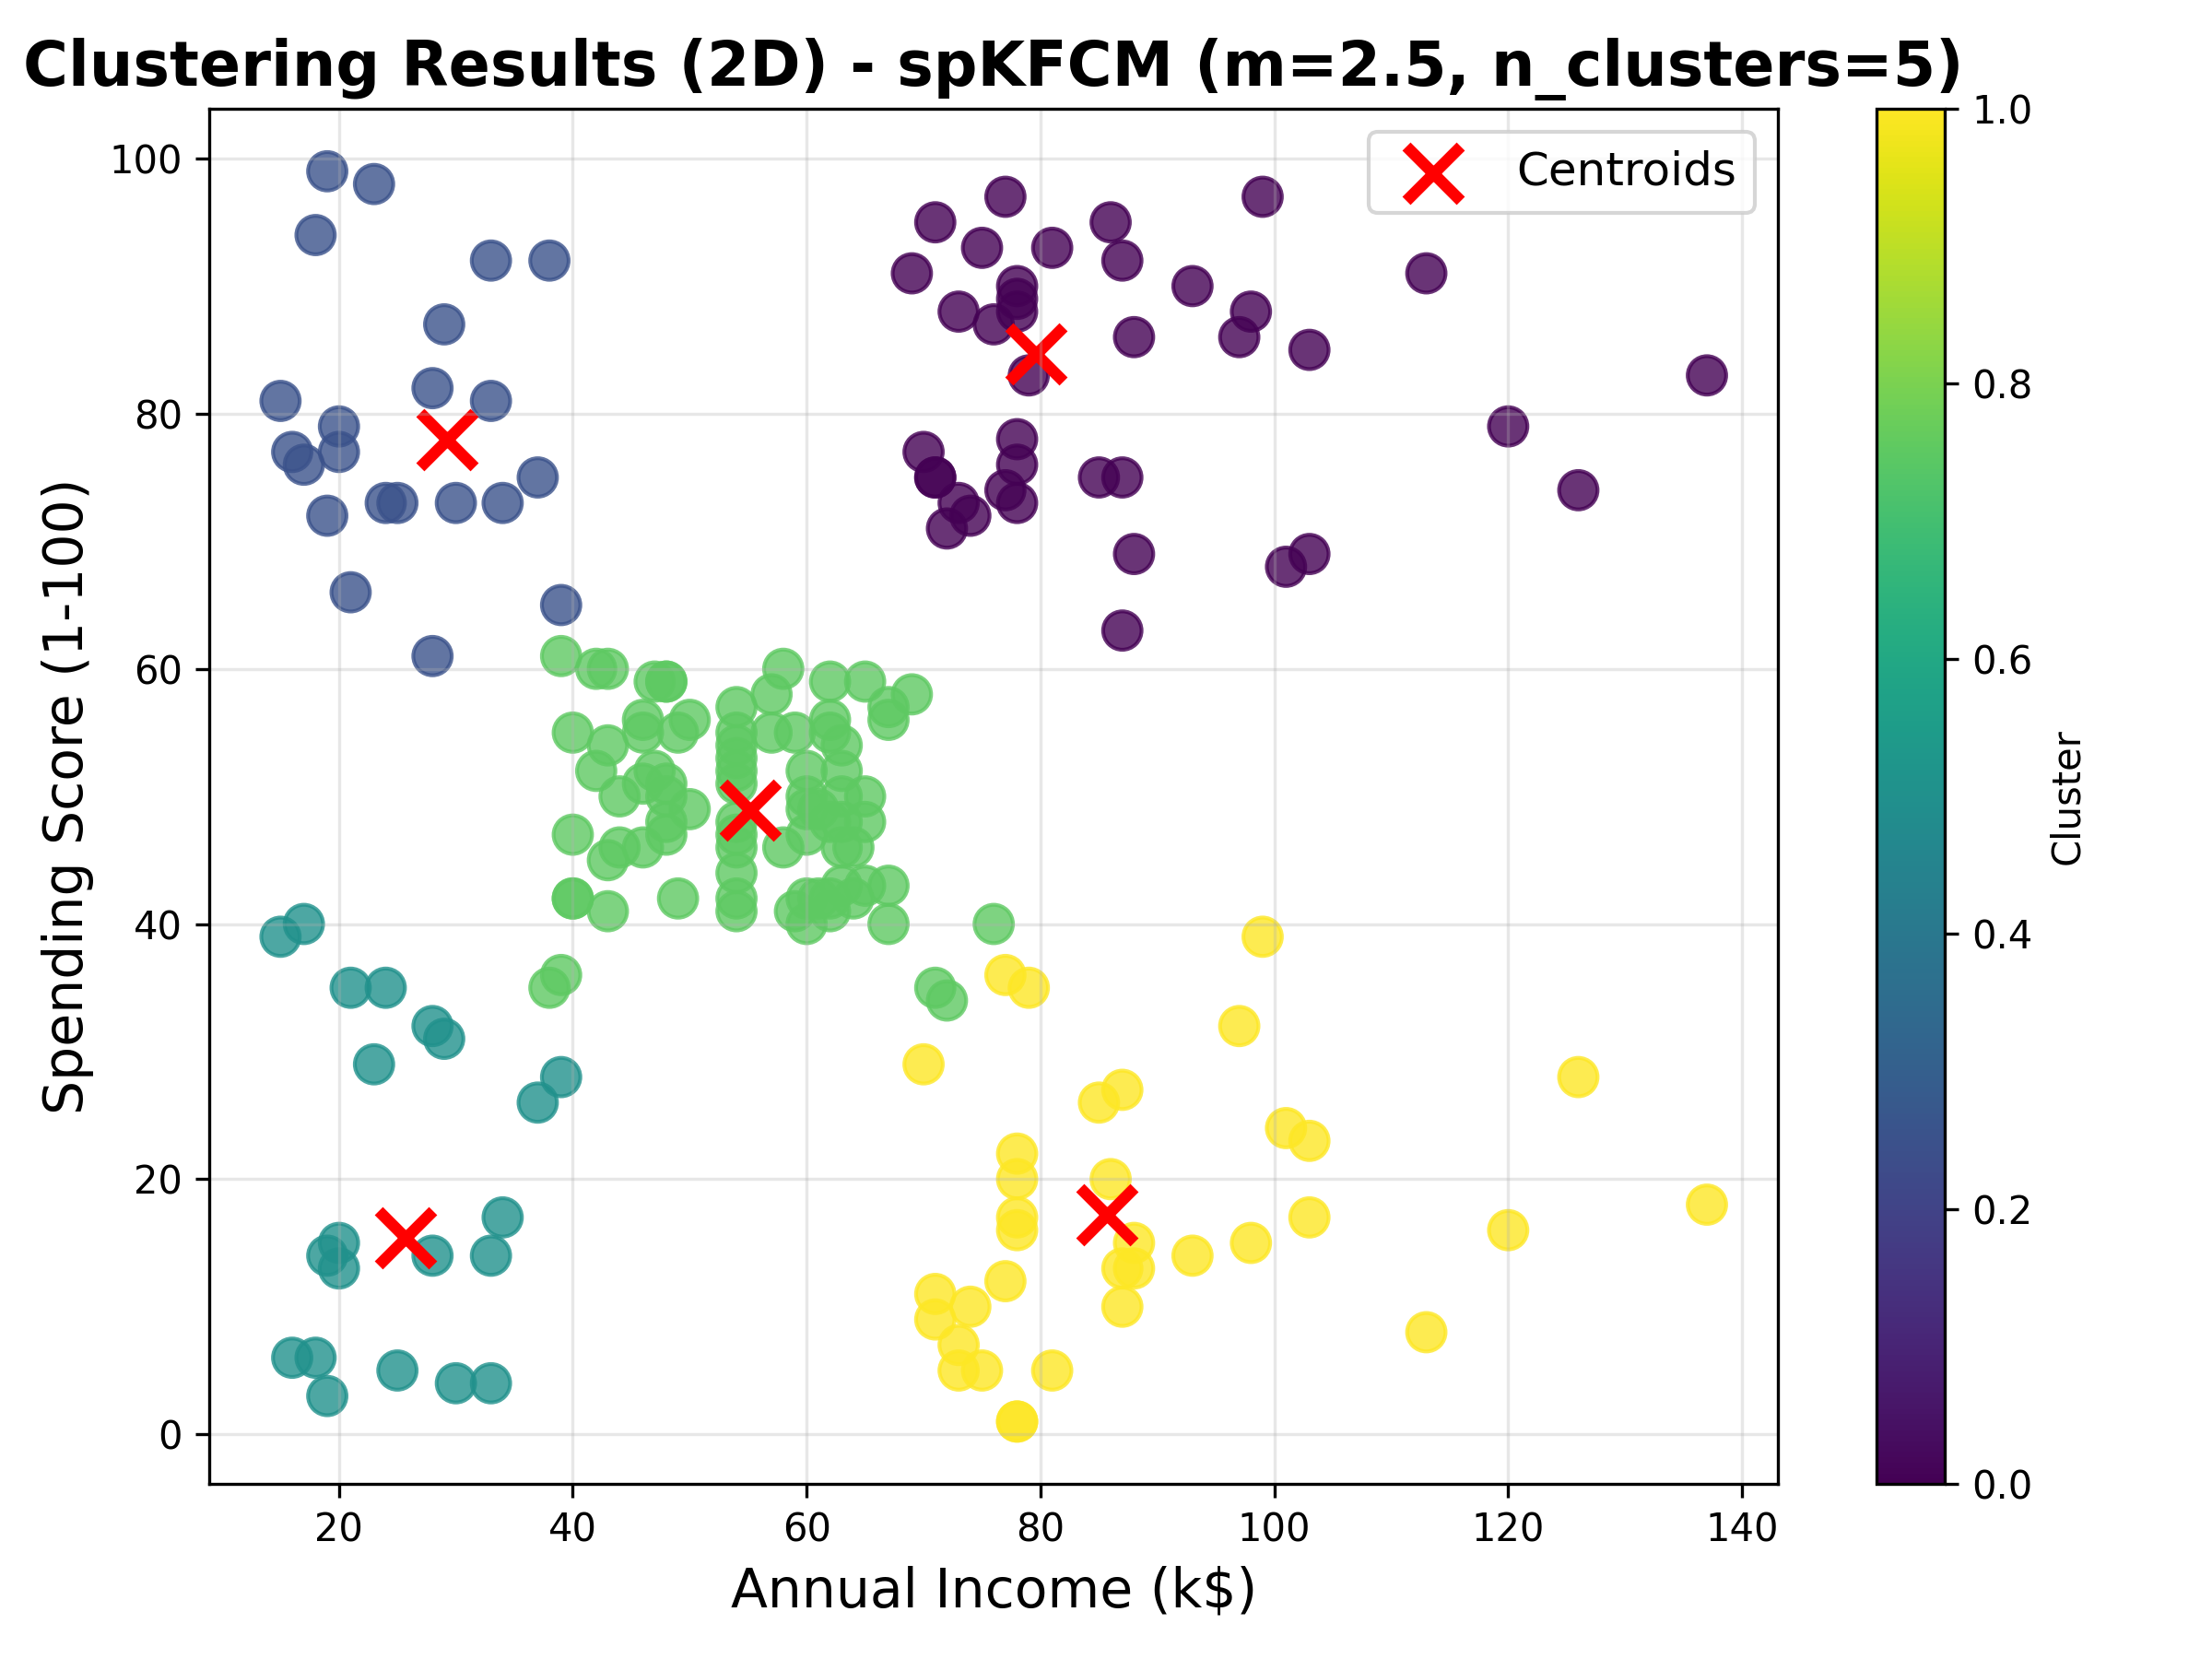 Clustering Results (2D) - spKFCM (m=2.5, n_clusters=5)
Centroids
Spending Score (1-100)
100
80
60
40
20
0
20 40 60 80 100 120 140
Annual Income (k$)
1.0
0.8
0.6
0.4
0.2
0.0
Cluster